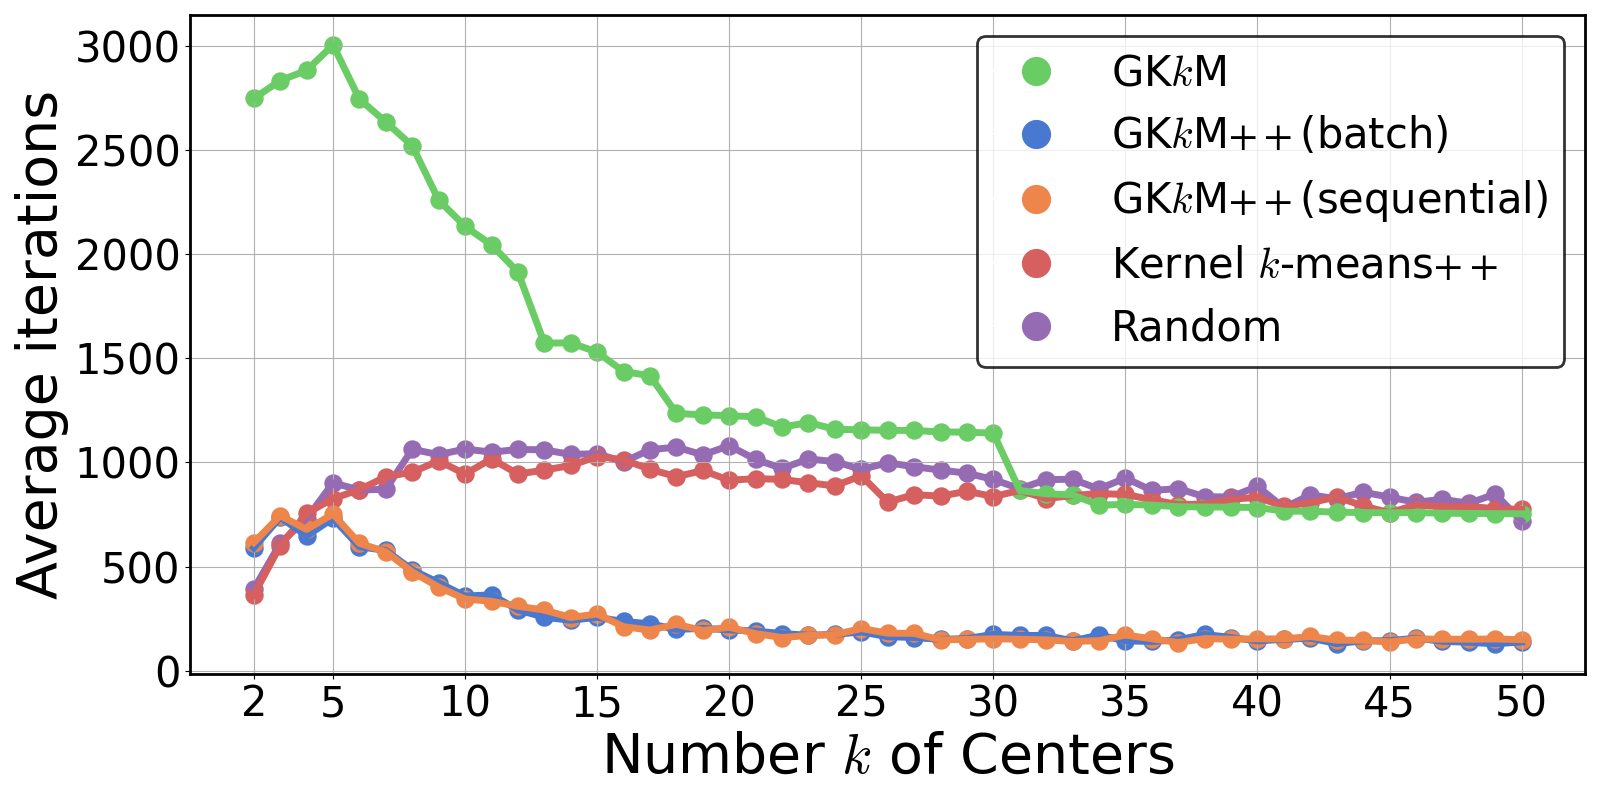 3000
2500
2000
1500
1000
500
0
Average iterations
GKkM
GKkM++(batch)
GKkM++(sequential)
Kernel k-means++
Random
2 5 10 15 20 25 30 35 40 45 50
Number k of Centers